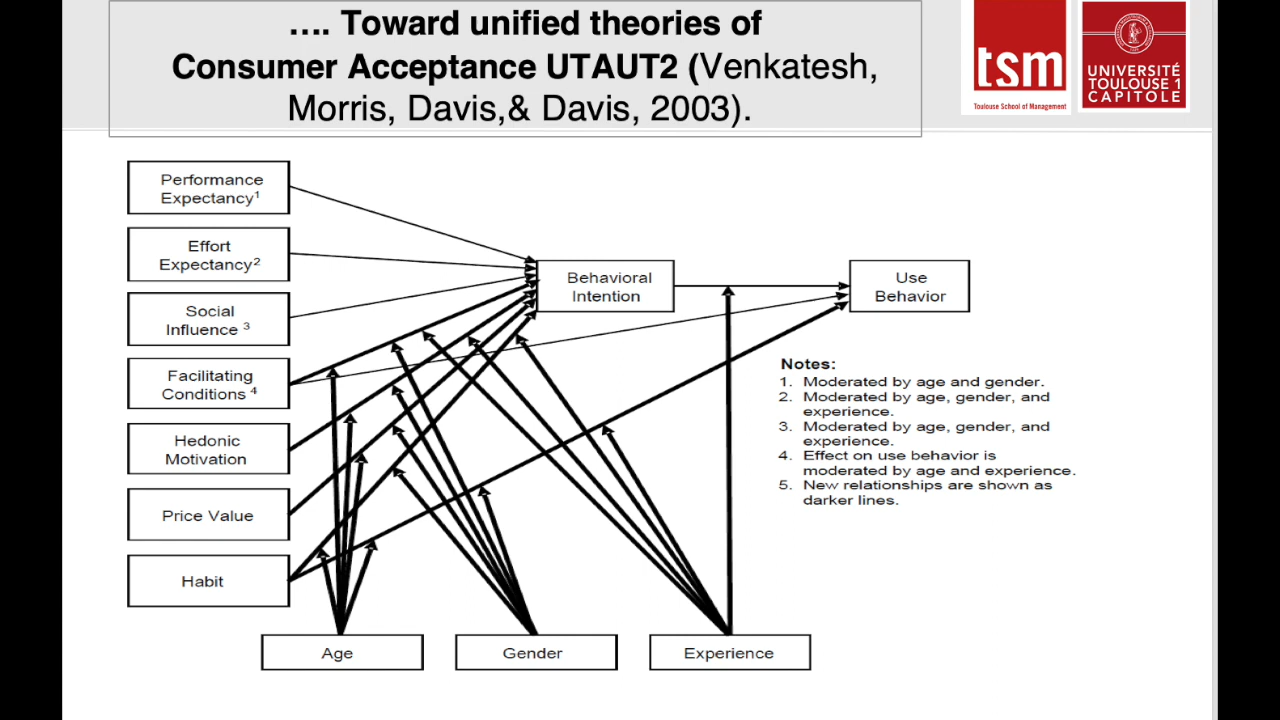 .... Toward unified theories of
Consumer Acceptance UTAUT2 (Venkatesh,
Morris, Davis,& Davis, 2003).
tsm
Toulouse School of Management
UNIVERSITÉ
TOULOUSE 1
CAPITOLE
Performance
Expectancy¹
Effort
Expectancy²
Social
Influence ³
Facilitating
Conditions ⁴
Hedonic
Motivation
Price Value
Habit
Behavioral
Intention
Use
Behavior
Notes:
1. Moderated by age and gender.
2. Moderated by age, gender, and
experience.
3. Moderated by age, gender, and
experience.
4. Effect on use behavior is
moderated by age and experience.
5. New relationships are shown as
darker lines.
Age
Gender
Experience